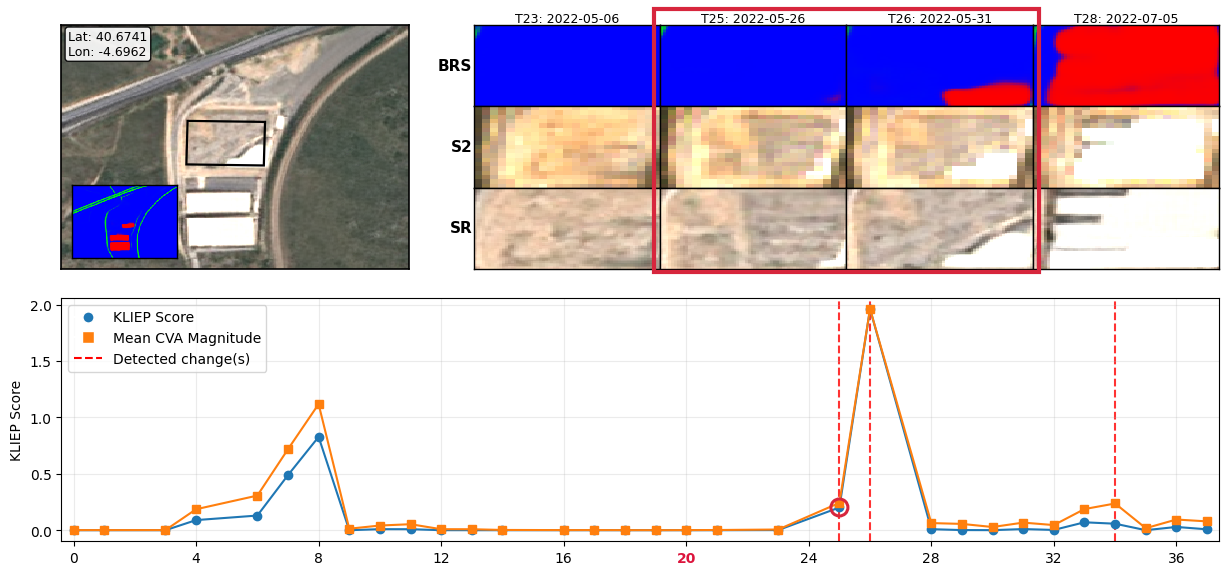 Lat: 40.6741
Lon: -4.6962
T23: 2022-05-06
T25: 2022-05-26
T26: 2022-05-31
T28: 2022-07-05
BRS
S2
SR
KLIEP Score
2.0
1.5
1.0
0.5
0.0
KLIEP Score
Mean CVA Magnitude
Detected change(s)
0 4 8 12 16 20 24 28 32 36